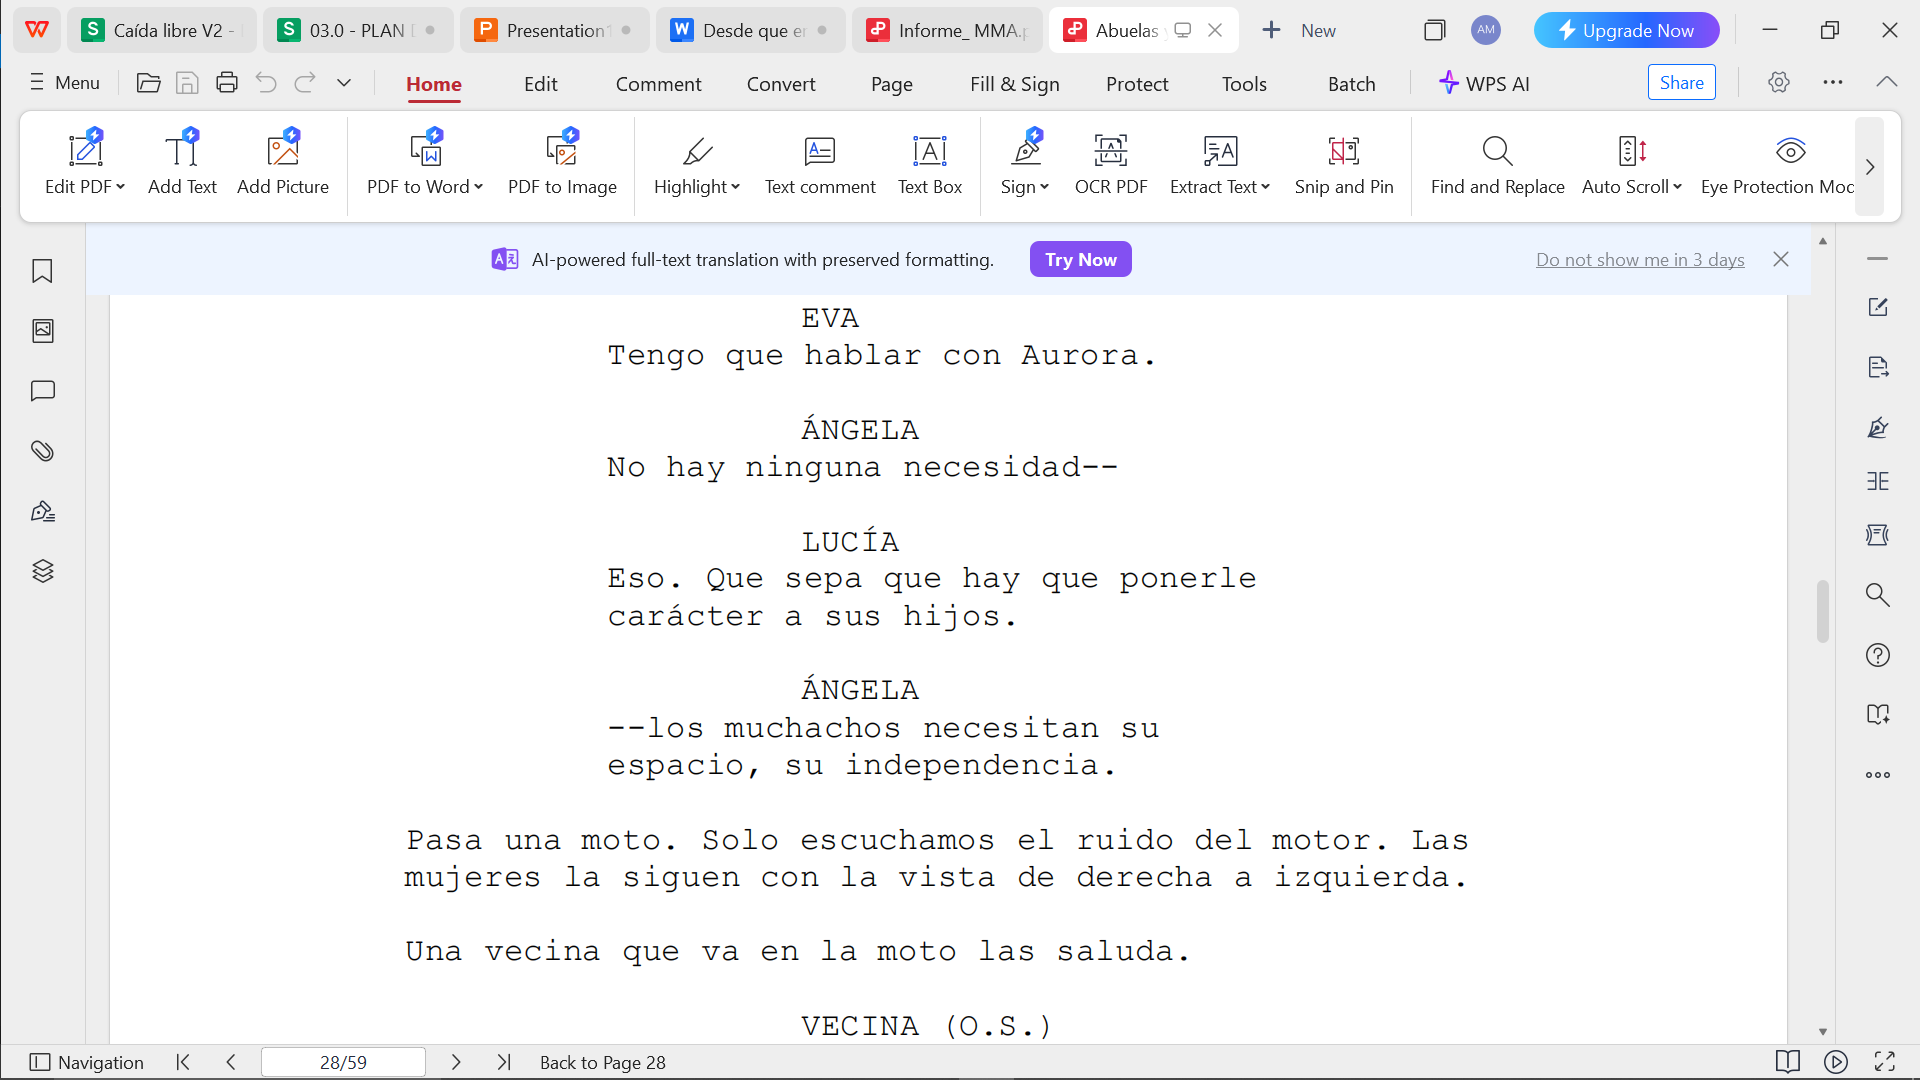 Caída libre V2 -
03.0 - PLAN
Presentation
Desde que e
Informe_ MMA.p
Abuelas y
New
AM
Upgrade Now
Menu
Home
Edit
Comment
Convert
Page
Fill & Sign
Protect
Tools
Batch
WPS AI
Share
Edit PDF
Add Text
Add Picture
PDF to Word
PDF to Image
Highlight
Text comment
Text Box
Sign
OCR PDF
Extract Text
Snip and Pin
Find and Replace
Auto Scroll
Eye Protection Moc
AI-powered full-text translation with preserved formatting.
Try Now
Do not show me in 3 days
EVA
Tengo que hablar con Aurora.
ÁNGELA
No hay ninguna necesidad--
LUCÍA
Eso. Que sepa que hay que ponerle
carácter a sus hijos.
ÁNGELA
--los muchachos necesitan su
espacio, su independencia.
Pasa una moto. Solo escuchamos el ruido del motor. Las
mujeres la siguen con la vista de derecha a izquierda.
Una vecina que va en la moto las saluda.
VECINA (O.S.)
Navigation
28/59
Back to Page 28